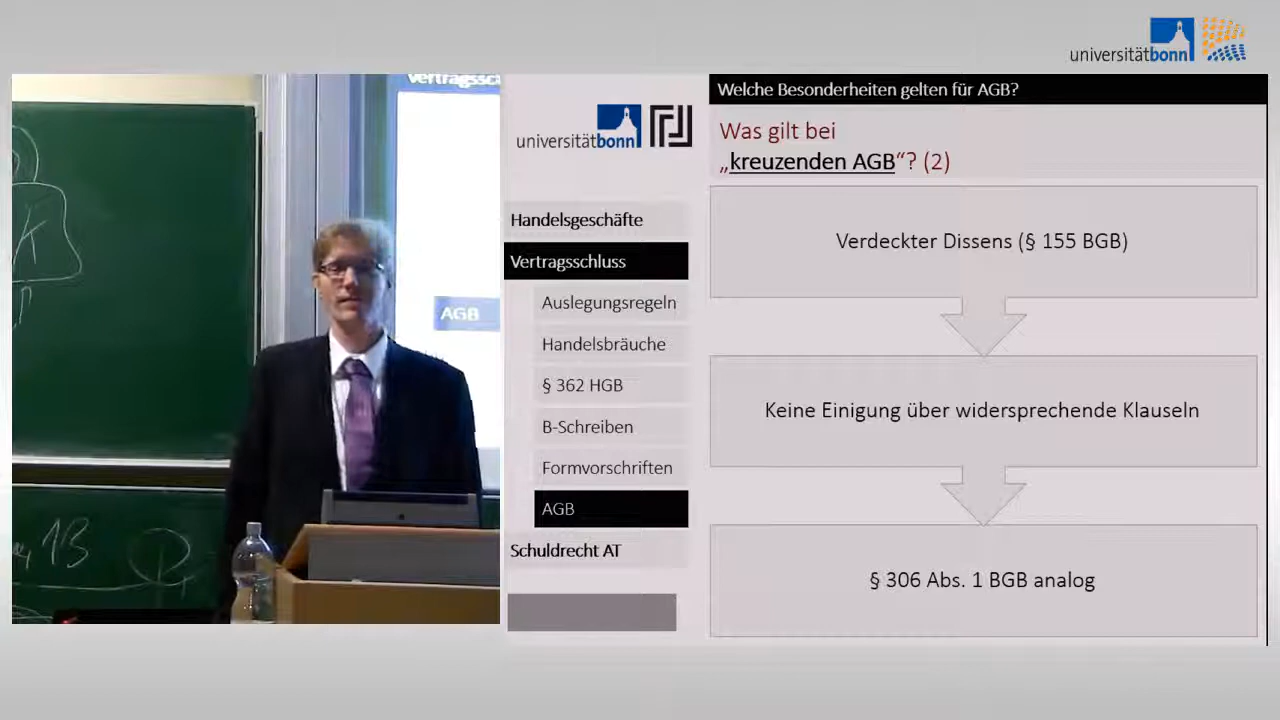 universitätbonn
Vertragssc
AGB
K
13
universitätbonn
Handelsgeschäfte
Vertragsschluss
Auslegungsregeln
Handelsbräuche
§ 362 HGB
B-Schreiben
Formvorschriften
AGB
Schuldrecht AT
Welche Besonderheiten gelten für AGB?
Was gilt bei
„kreuzenden AGB“? (2)
Verdeckter Dissens (§ 155 BGB)
Keine Einigung über widersprechende Klauseln
§ 306 Abs. 1 BGB analog